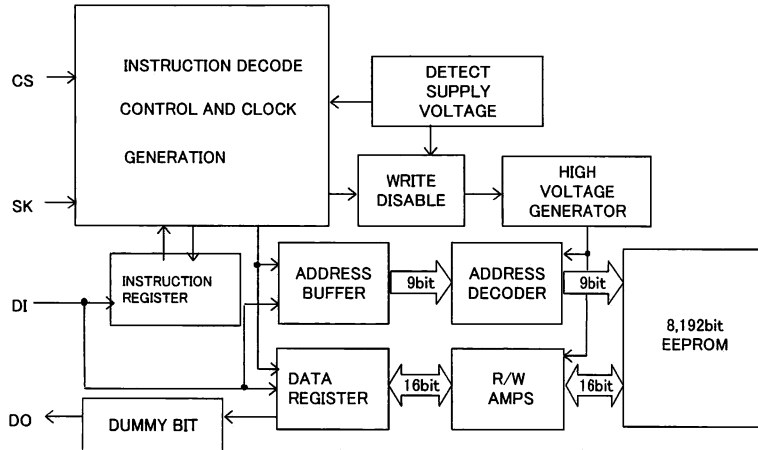 CS
SK
DI
DO
INSTRUCTION DECODE
CONTROL AND CLOCK
GENERATION
DETECT
SUPPLY
VOLTAGE
WRITE
DISABLE
HIGH
VOLTAGE
GENERATOR
INSTRUCTION
REGISTER
ADDRESS
BUFFER
9bit
ADDRESS
DECODER
9bit
8,192bit
EEPROM
DATA
REGISTER
16bit
R/W
AMPS
16bit
DUMMY BIT